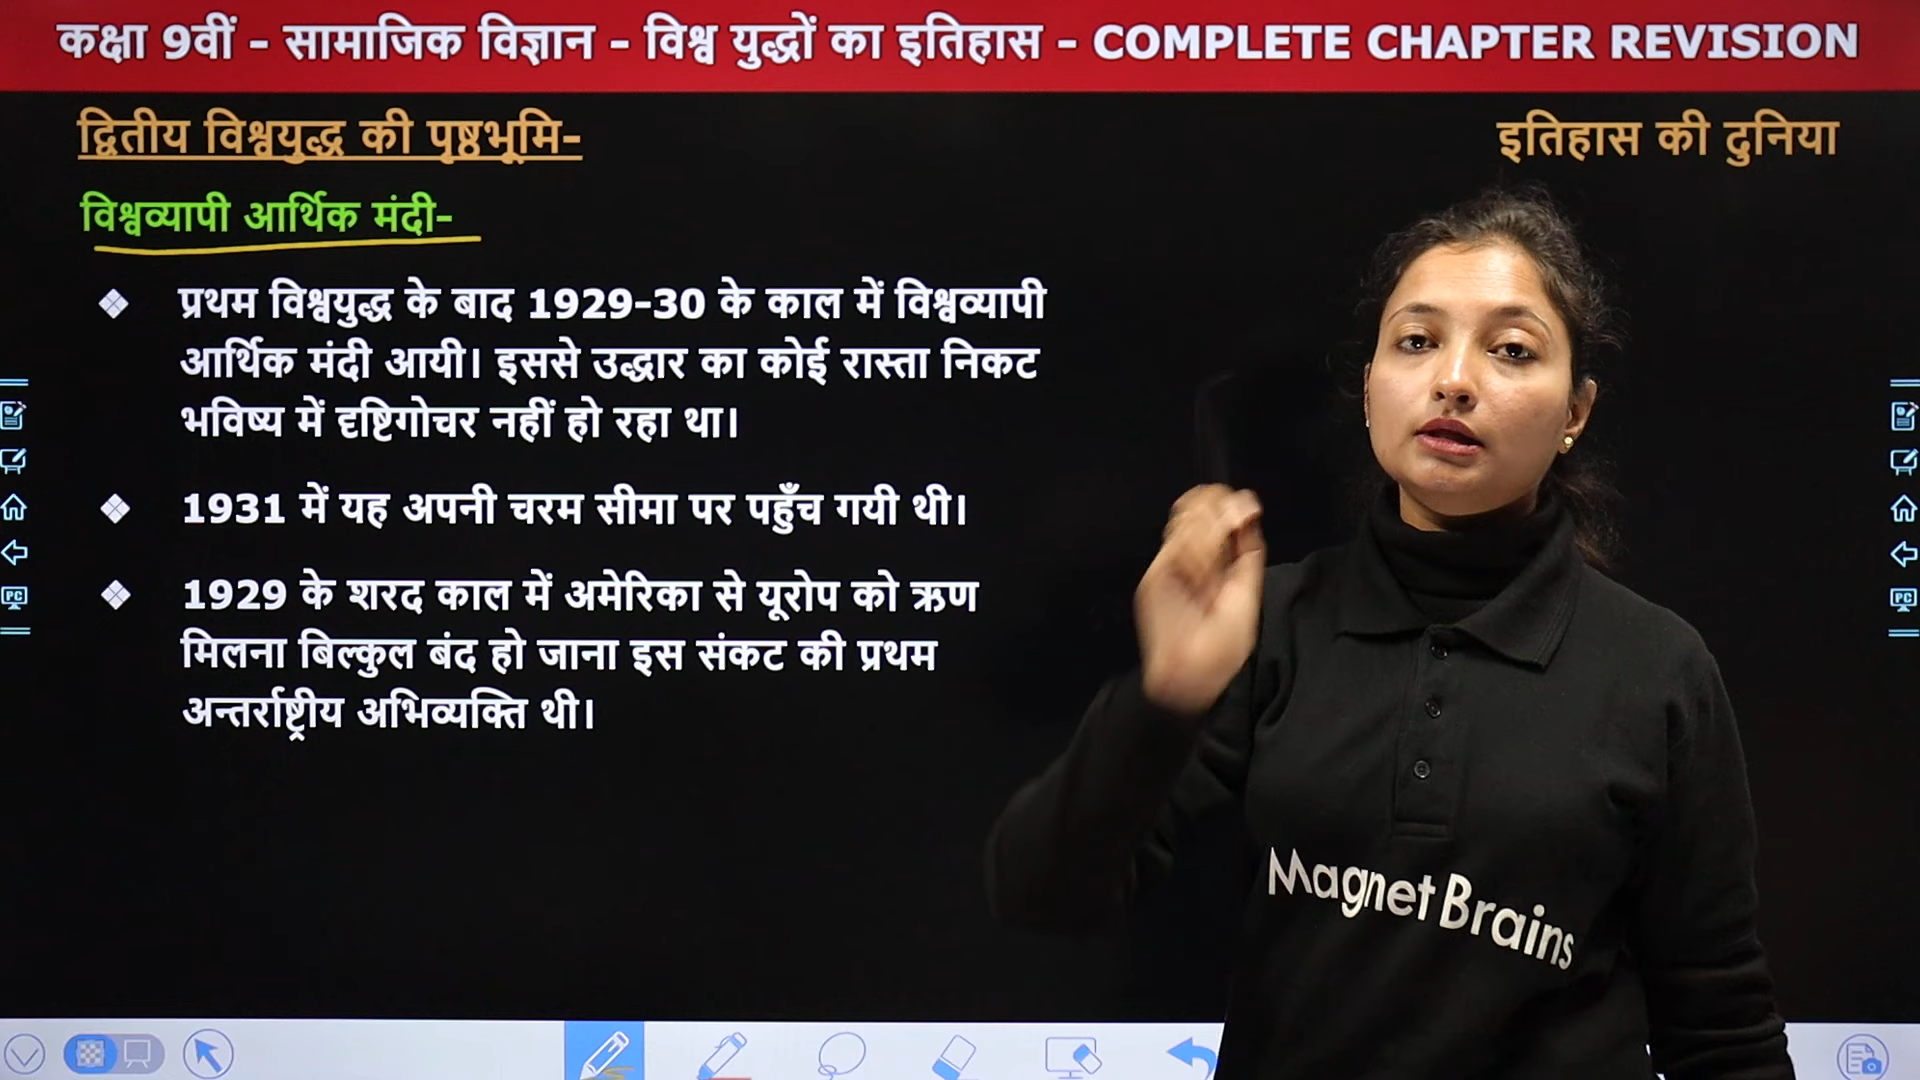 कक्षा 9वीं - सामाजिक विज्ञान - विश्व युद्धों का इतिहास - COMPLETE CHAPTER REVISION
द्वितीय विश्वयुद्ध की पृष्ठभूमि-
इतिहास की दुनिया
विश्वव्यापी आर्थिक मंदी-
❖ प्रथम विश्वयुद्ध के बाद 1929-30 के काल में विश्वव्यापी
आर्थिक मंदी आयी। इससे उद्धार का कोई रास्ता निकट
भविष्य में दृष्टिगोचर नहीं हो रहा था।
❖ 1931 में यह अपनी चरम सीमा पर पहुँच गयी थी।
❖ 1929 के शरद काल में अमेरिका से यूरोप को ऋण
मिलना बिल्कुल बंद हो जाना इस संकट की प्रथम
अन्तर्राष्ट्रीय अभिव्यक्ति थी।
Magnet Brains
PC
PC